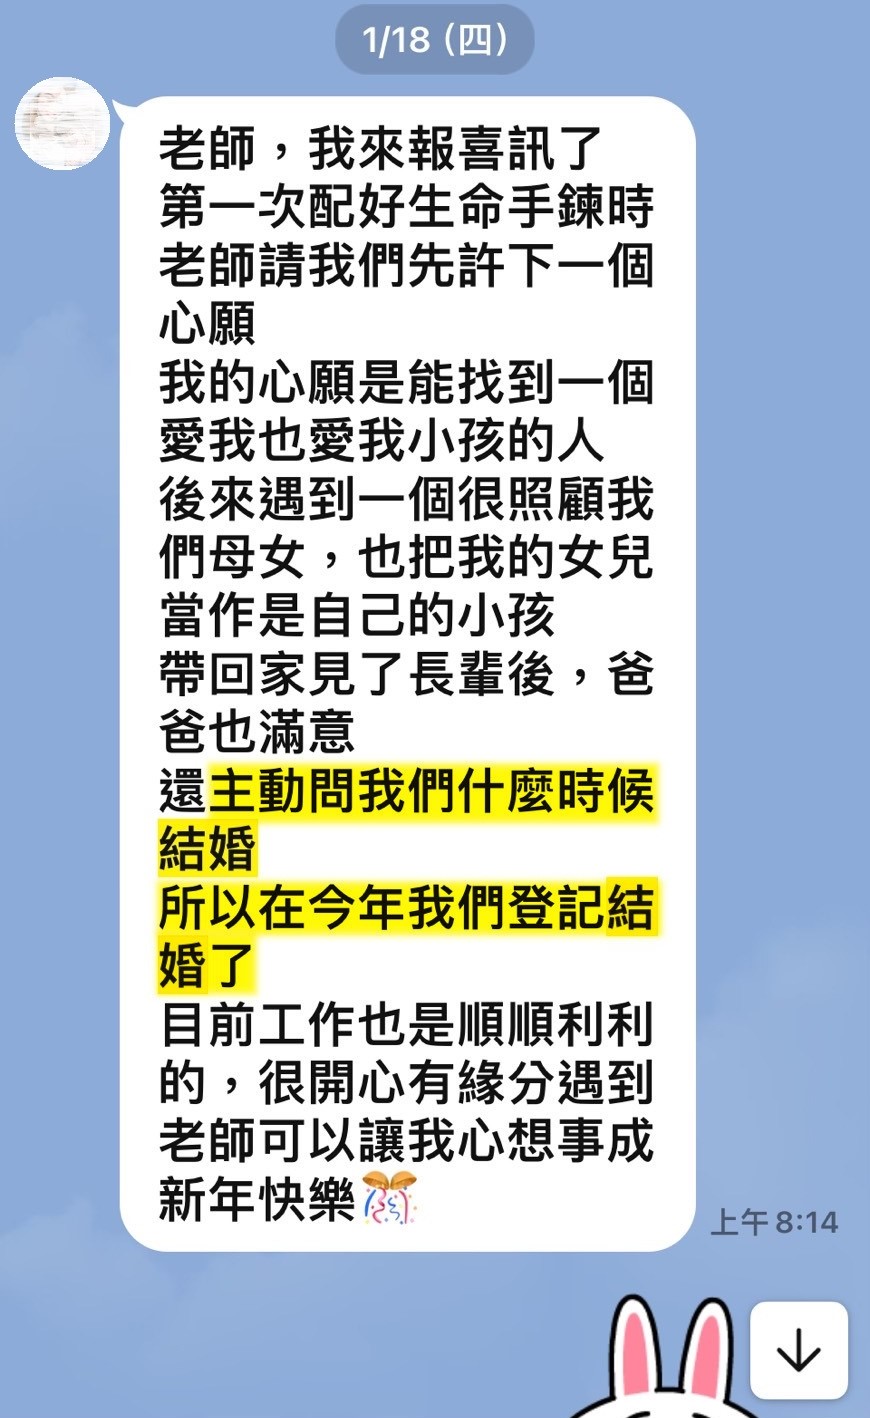 1/18 (四)
老師，我來報喜訊了
第一次配好生命手鍊時
老師請我們先許下一個
心願
我的心願是能找到一個
愛我也愛我小孩的人
後來遇到一個很照顧我
們母女，也把我的女兒
當作是自己的小孩
帶回家見了長輩後，爸
爸也滿意
還主動問我們什麼時候
結婚
所以在今年我們登記結
婚了
目前工作也是順順利利
的，很開心有緣分遇到
老師可以讓我心想事成
新年快樂🎊
上午 8:14